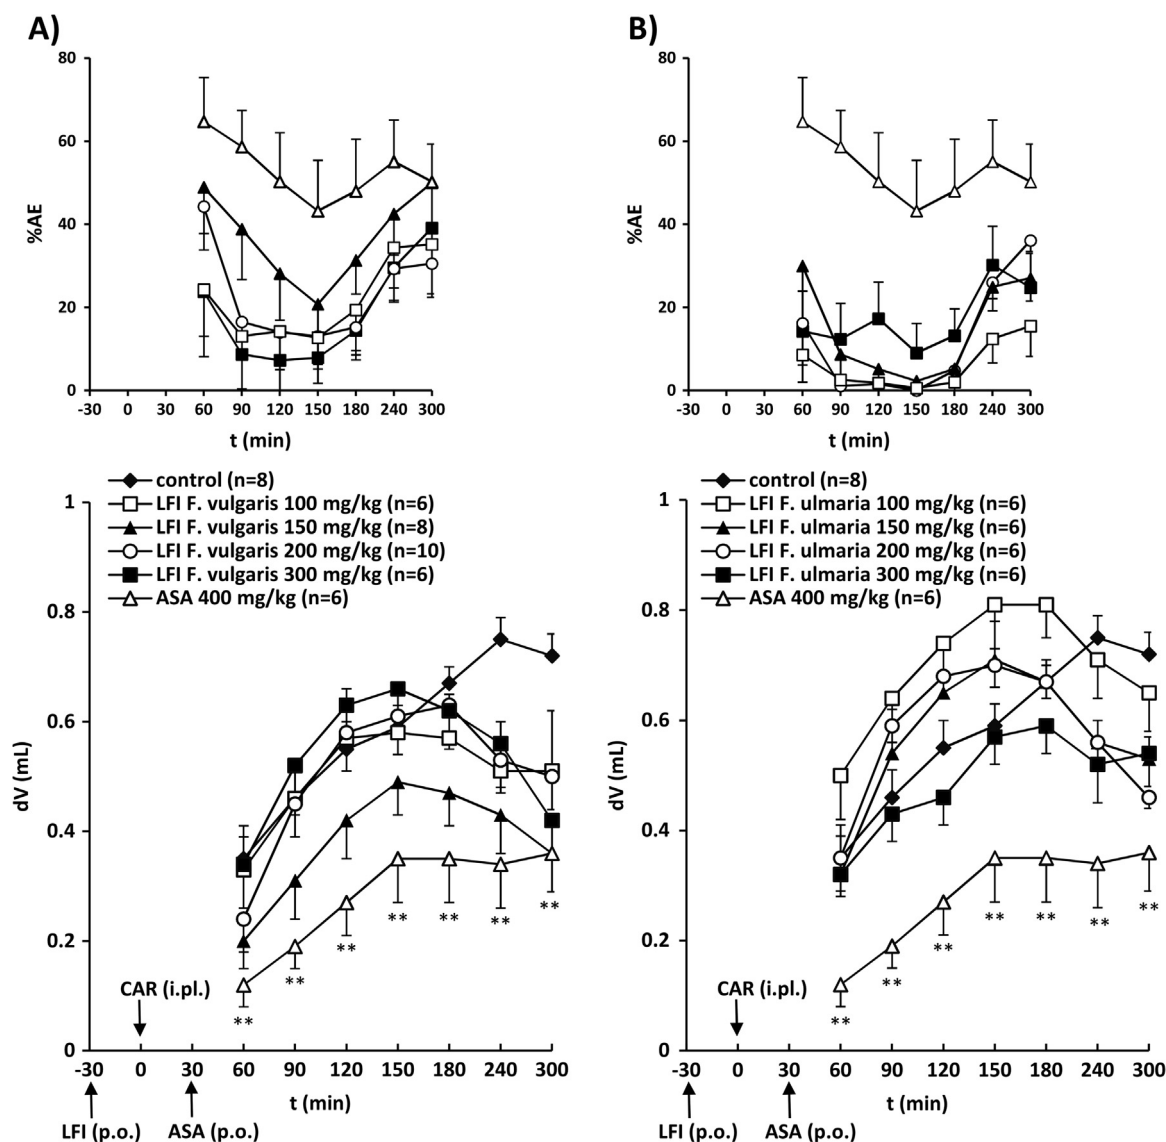 A)
80
60
40
20
0
%AE
-30 0 30 60 90 120 150 180 240 300
t (min)
control (n=8)
LFI F. vulgaris 100 mg/kg (n=6)
LFI F. vulgaris 150 mg/kg (n=8)
LFI F. vulgaris 200 mg/kg (n=10)
LFI F. vulgaris 300 mg/kg (n=6)
ASA 400 mg/kg (n=6)
1
0.8
0.6
0.4
0.2
0
dV (mL)
** ** ** ** ** ** **
CAR (i.pl.)
-30 0 30 60 90 120 150 180 240 300
t (min)
LFI (p.o.) ASA (p.o.)
B)
80
60
40
20
0
%AE
-30 0 30 60 90 120 150 180 240 300
t (min)
control (n=8)
LFI F. ulmaria 100 mg/kg (n=6)
LFI F. ulmaria 150 mg/kg (n=6)
LFI F. ulmaria 200 mg/kg (n=6)
LFI F. ulmaria 300 mg/kg (n=6)
ASA 400 mg/kg (n=6)
1
0.8
0.6
0.4
0.2
0
dV (mL)
** ** ** ** ** ** **
CAR (i.pl.)
-30 0 30 60 90 120 150 180 240 300
t (min)
LFI (p.o.) ASA (p.o.)